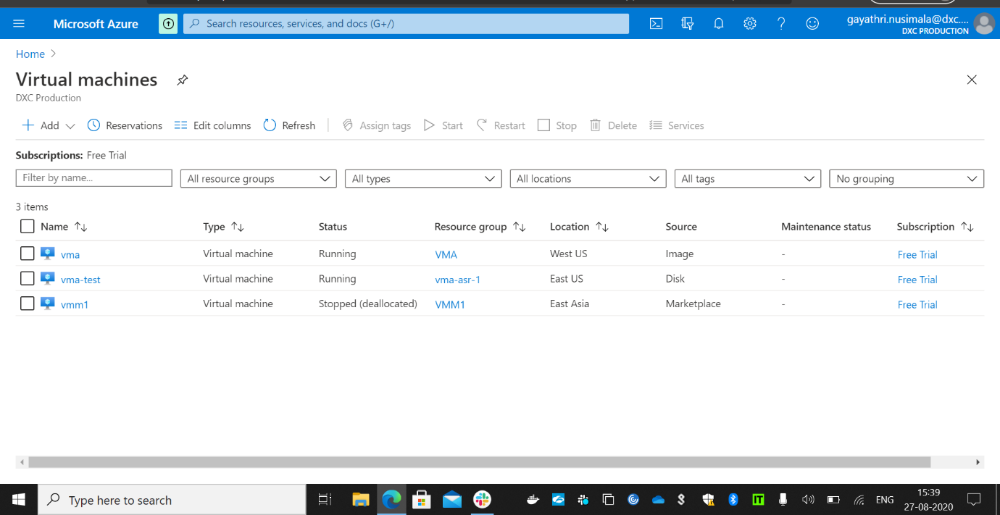 Microsoft Azure
Search resources, services, and docs (G+/)
gayathri.nusimala@dxc....
DXC PRODUCTION
Home
Virtual machines
DXC Production
Add Reservations Edit columns Refresh Assign tags Start Restart Stop Delete Services
Subscriptions: Free Trial
Filter by name... All resource groups All types All locations All tags No grouping
3 items
Name Type Status Resource group Location Source Maintenance status Subscription
vma Virtual machine Running VMA West US Image - Free Trial
vma-test Virtual machine Running vma-asr-1 East US Disk - Free Trial
vmm1 Virtual machine Stopped (deallocated) VMM1 East Asia Marketplace - Free Trial
Type here to search
ENG
15:39
27-08-2020